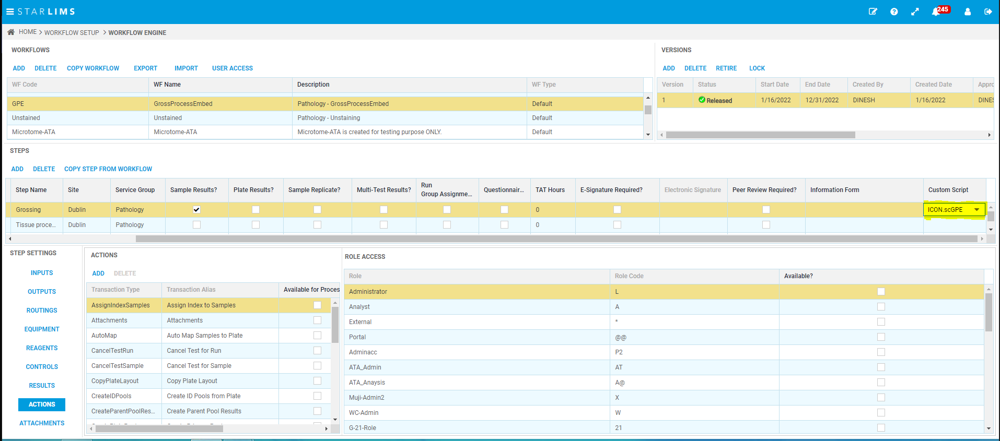 STARLIMS
245
HOME > WORKFLOW SETUP > WORKFLOW ENGINE
WORKFLOWS
ADD DELETE COPY WORKFLOW EXPORT IMPORT USER ACCESS
WF Code WF Name Description WF Type
GPE GrossProcessEmbed Pathology - GrossProcessEmbed Default
Unstained Unstained Pathology - Unstaining Default
Microtome-ATA Microtome-ATA Microtome-ATA is created for testing purpose ONLY. Default
VERSIONS
ADD DELETE RETIRE LOCK
Version Status Start Date End Date Created By Created Date Appro
1 Released 1/16/2022 12/31/2022 DINESH 1/16/2022 DINES
STEPS
ADD DELETE COPY STEP FROM WORKFLOW
Step Name Site Service Group Sample Results? Plate Results? Sample Replicate? Multi-Test Results? Run Group Assignme... Questionnair... TAT Hours E-Signature Required? Electronic Signature Peer Review Required? Information Form Custom Script
Grossing Dublin Pathology 0 ICON.scGPE
Tissue proce... Dublin Pathology 0
STEP SETTINGS
INPUTS
OUTPUTS
ROUTINGS
EQUIPMENT
REAGENTS
CONTROLS
RESULTS
ACTIONS
ATTACHMENTS
ACTIONS
ADD DELETE
Transaction Type Transaction Alias Available for Proces
AssignIndexSamples Assign Index to Samples
Attachments Attachments
AutoMap Auto Map Samples to Plate
CancelTestRun Cancel Test for Run
CancelTestSample Cancel Test for Sample
CopyPlateLayout Copy Plate Layout
CreateIDPools Create ID Pools from Plate
CreateParentPoolRes... Create Parent Pool Results
ROLE ACCESS
Role Role Code Available?
Administrator L
Analyst A
External *
Portal @@
Adminacc P2
ATA_Admin AT
ATA_Anaysis A@
Muji-Admin2 X
WC-Admin W
G-21-Role 21